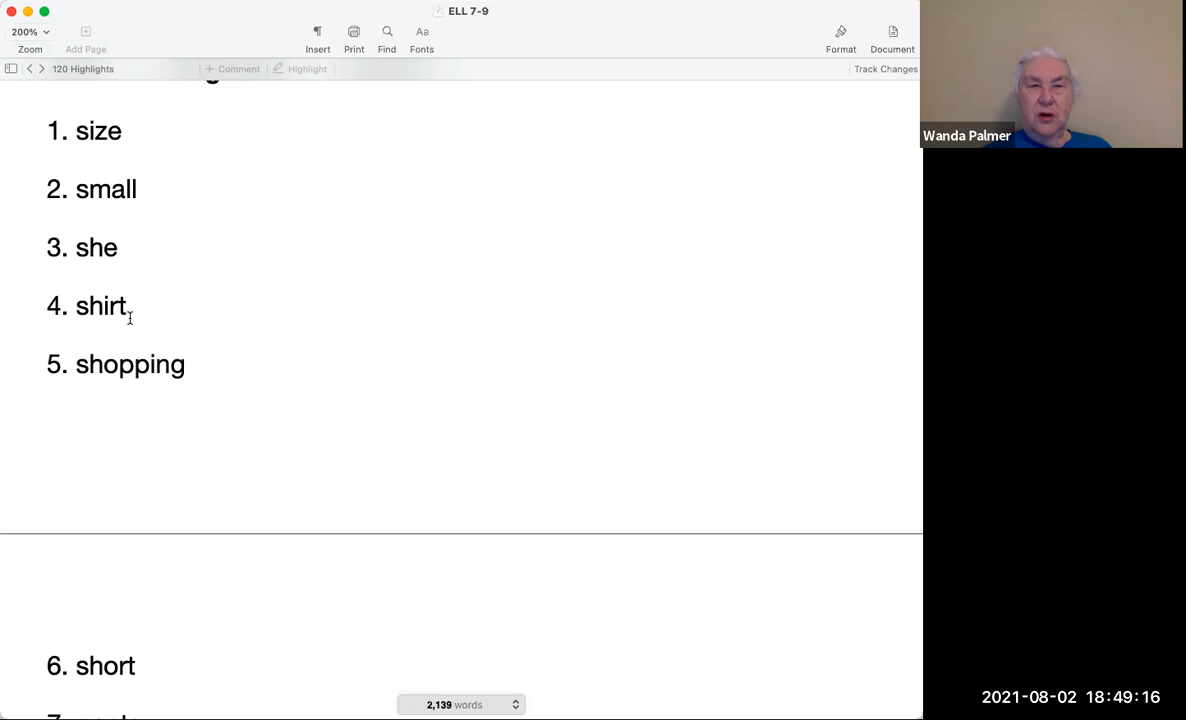 ELL 7-9
200%
Zoom
Add Page
Insert
Print
Find
Aa
Fonts
Format
Document
120 Highlights
+ Comment
Highlight
Track Changes
1. size
2. small
3. she
4. shirt
5. shopping
6. short
2,139 words
Wanda Palmer
2021-08-02 18:49:16